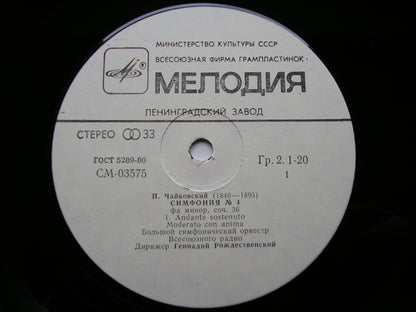 МИНИСТЕРСТВО КУЛЬТУРЫ СССР
ВСЕСОЮЗНАЯ ФИРМА ГРАМПЛАСТИНОК-
МЕЛОДИЯ
ЛЕНИНГРАДСКИЙ ЗАВОД
СТЕРЕО 33
ГОСТ 5289-80
СМ-03575
Гр. 2. 1-20
1
П. Чайковский (1840—1893)
СИМФОНИЯ № 4
фа минор, соч. 36
1. Andante sostenuto
Moderato con anima
Большой симфонический оркестр
Всесоюзного радио
Дирижер Геннадий Рождественский